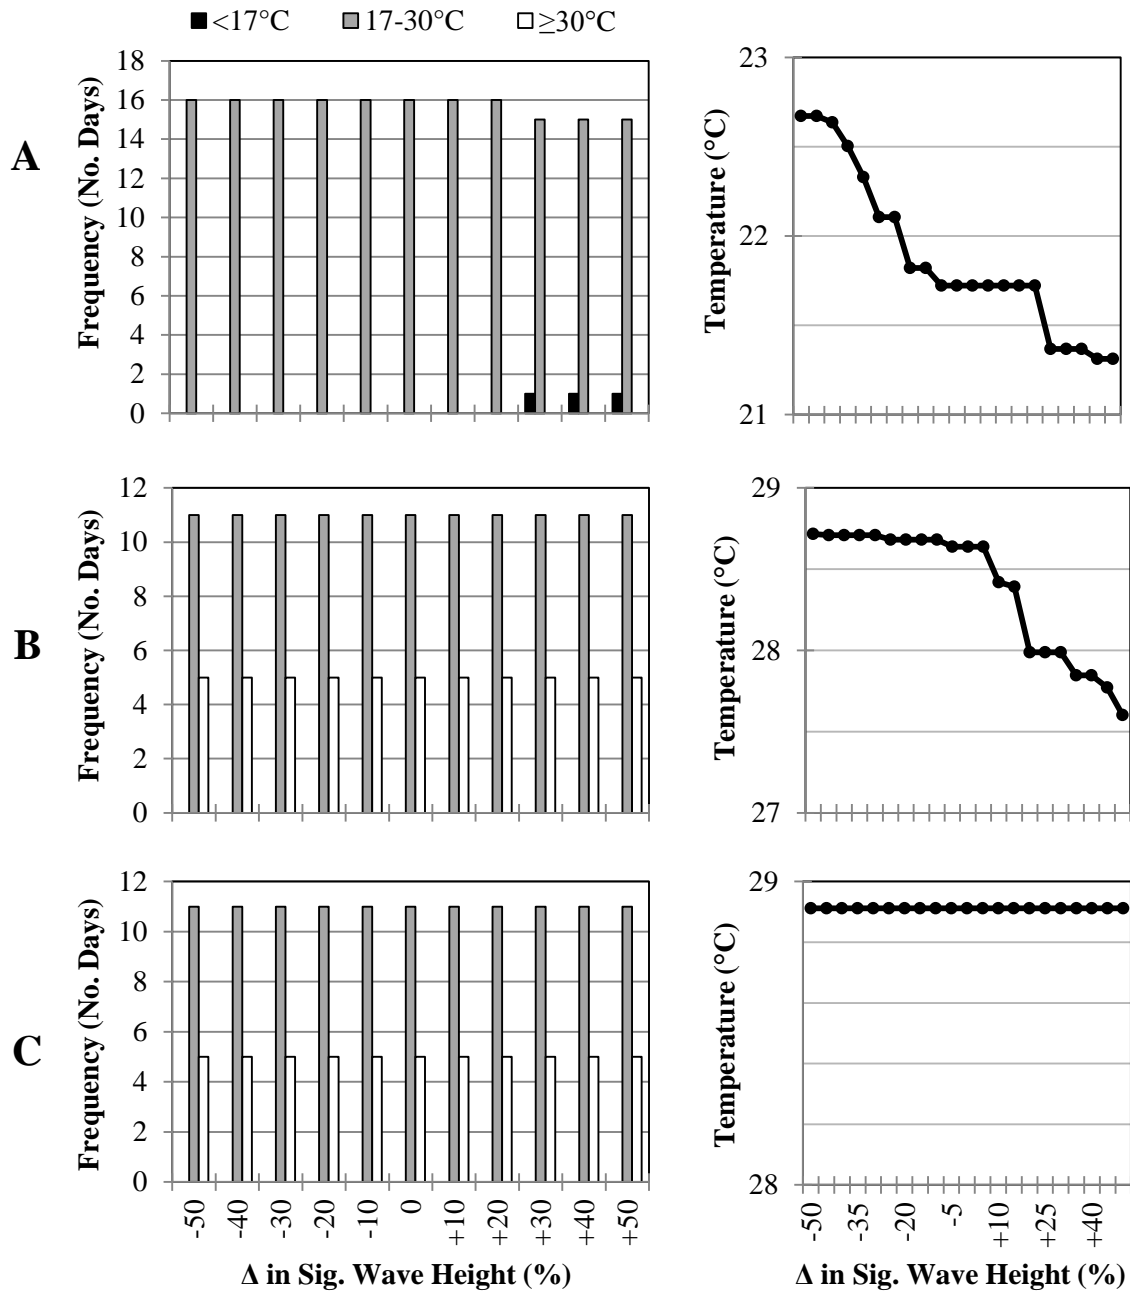 <17°C 17-30°C ≥30°C
A
Frequency (No. Days)
18
16
14
12
10
8
6
4
2
0
Temperature (°C)
23
22
21
B
Frequency (No. Days)
12
10
8
6
4
2
0
Temperature (°C)
29
28
27
C
Frequency (No. Days)
12
10
8
6
4
2
0
-50 -40 -30 -20 -10 0 +10 +20 +30 +40 +50
Δ in Sig. Wave Height (%)
Temperature (°C)
29
28
-50 -35 -20 -5 +10 +25 +40
Δ in Sig. Wave Height (%)